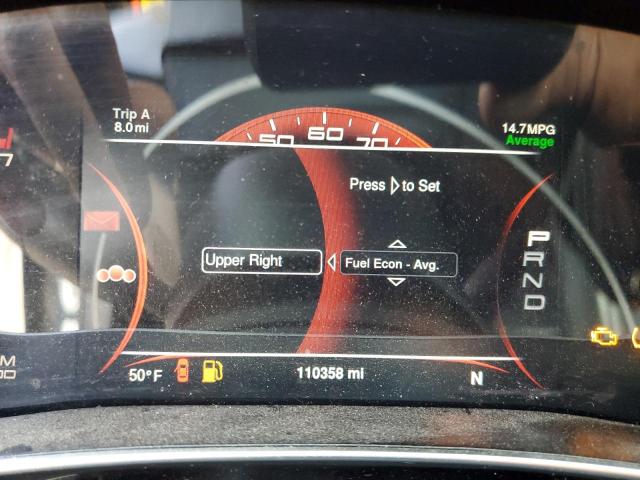 Trip A
8.0 mi
14.7MPG
Average
50 60 70
7
Press to Set
Upper Right
Fuel Econ - Avg.
P
R
N
D
50°F
110358 mi
N